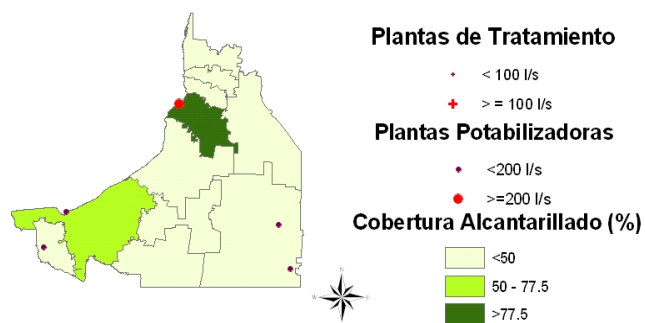 Plantas de Tratamiento
< 100 l/s
> = 100 l/s
Plantas Potabilizadoras
<200 l/s
>=200 l/s
Cobertura Alcantarillado (%)
<50
50 - 77.5
>77.5
N
W
E
S